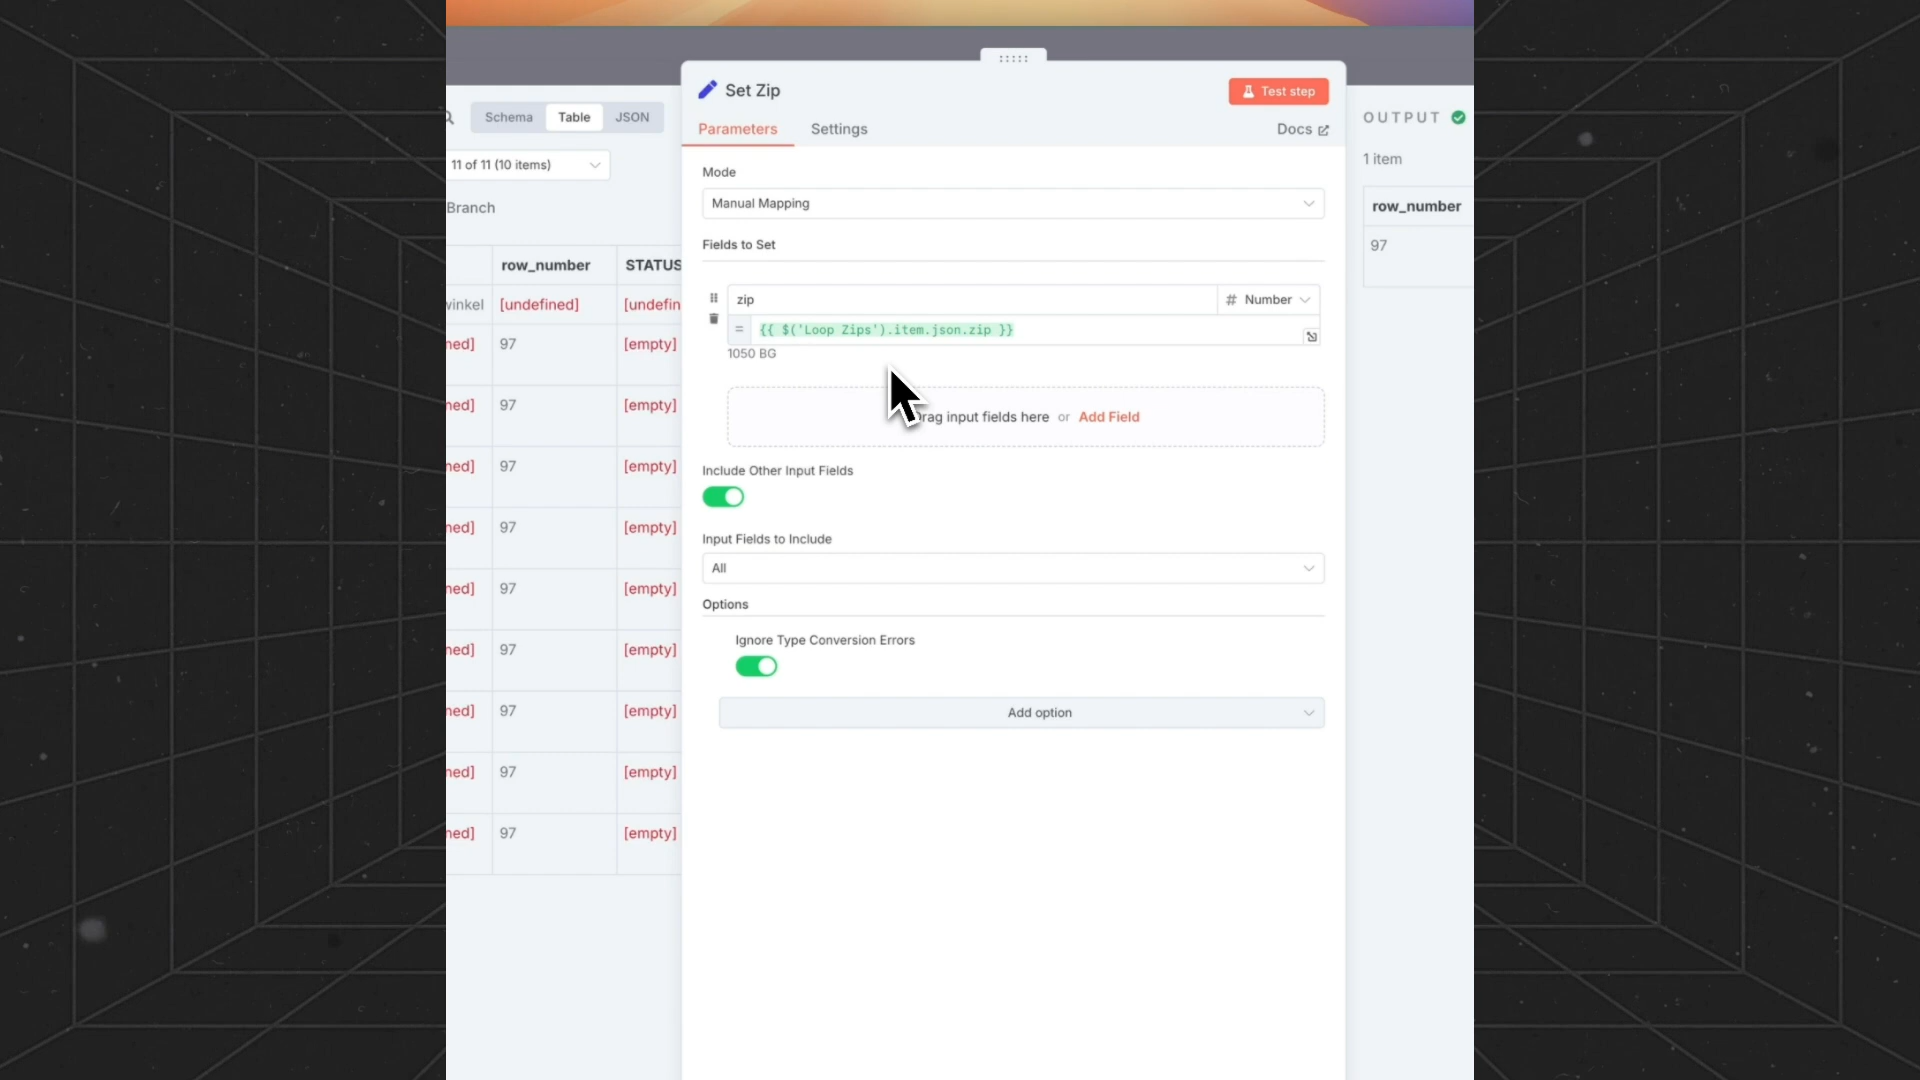 Set Zip
Test step
Parameters
Settings
Docs
Schema
Table
JSON
11 of 11 (10 items)
Branch
row_number
STATUS
winkel
[undefined]
[undefin
ned]
97
[empty]
ned]
97
[empty]
ned]
97
[empty]
ned]
97
[empty]
ned]
97
[empty]
ned]
97
[empty]
ned]
97
[empty]
ned]
97
[empty]
ned]
97
[empty]
Mode
Manual Mapping
Fields to Set
zip
# Number
= {{ $('Loop Zips').item.json.zip }}
1050 BG
rag input fields here or Add Field
Include Other Input Fields
Input Fields to Include
All
Options
Ignore Type Conversion Errors
Add option
OUTPUT
1 item
row_number
97